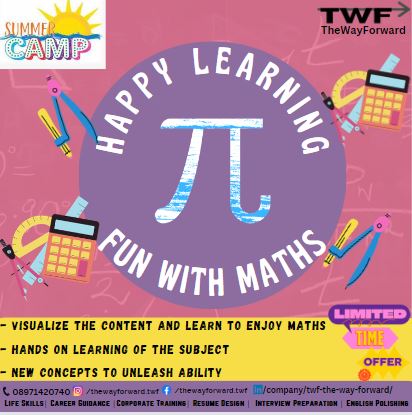 SUMMER
CAMP
TWF
TheWayForward
HAPPY LEARNING
π
FUN WITH MATHS
- VISUALIZE THE CONTENT AND LEARN TO ENJOY MATHS
- HANDS ON LEARNING OF THE SUBJECT
- NEW CONCEPTS TO UNLEASH ABILITY
LIMITED
TIME
OFFER
08971420740 /thewayforward.twf /thewayforward.twf in/company/twf-the-way-forward/
LIFE SKILLS| CAREER GUIDANCE |CORPORATE TRAINING| RESUME DESIGN | INTERVIEW PREPARATION | ENGLISH POLISHING